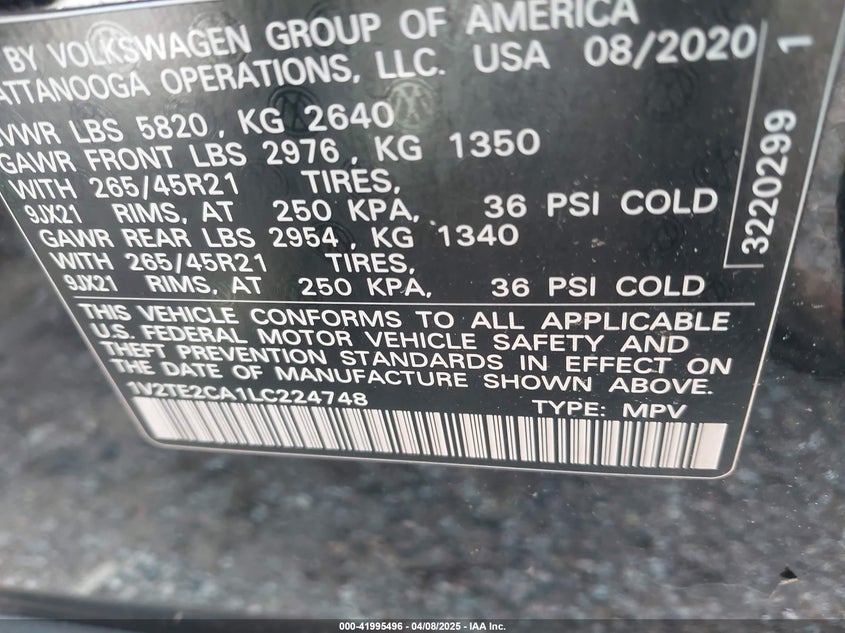 BY VOLKSWAGEN GROUP OF AMERICA
ATTANOOGA OPERATIONS, LLC. USA 08/2020
VWR LBS 5820, KG 2640
GAWR FRONT LBS 2976, KG 1350
WITH 265/45R21 TIRES,
9JX21 RIMS, AT 250 KPA, 36 PSI COLD
GAWR REAR LBS 2954, KG 1340
WITH 265/45R21 TIRES,
9JX21 RIMS, AT 250 KPA, 36 PSI COLD
THIS VEHICLE CONFORMS TO ALL APPLICABLE
U.S. FEDERAL MOTOR VEHICLE SAFETY AND
THEFT PREVENTION STANDARDS IN EFFECT ON
THE DATE OF MANUFACTURE SHOWN ABOVE.
1V2TE2CA1LC224748 TYPE: MPV
3220299 1
000-41995496 - 04/08/2025 - IAA Inc.